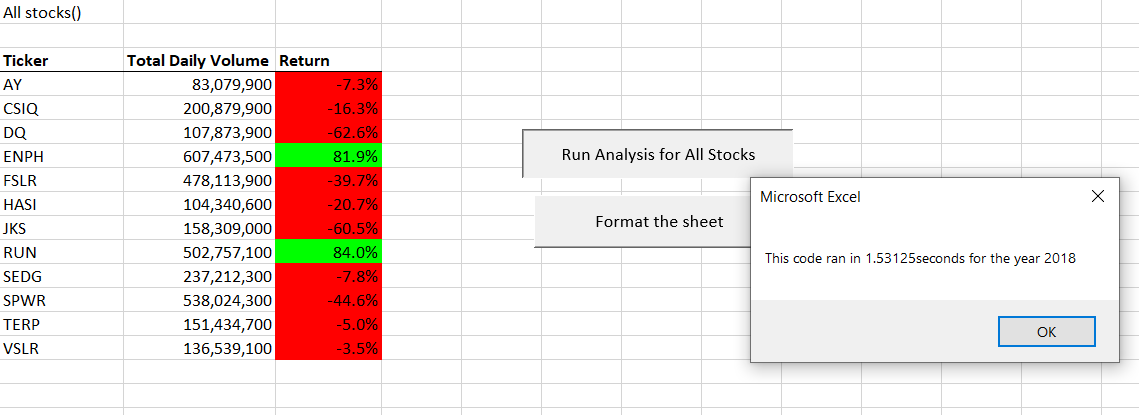 All stocks()
Ticker Total Daily Volume Return
AY 83,079,900 -7.3%
CSIQ 200,879,900 -16.3%
DQ 107,873,900 -62.6%
ENPH 607,473,500 81.9%
FSLR 478,113,900 -39.7%
HASI 104,340,600 -20.7%
JKS 158,309,000 -60.5%
RUN 502,757,100 84.0%
SEDG 237,212,300 -7.8%
SPWR 538,024,300 -44.6%
TERP 151,434,700 -5.0%
VSLR 136,539,100 -3.5%
Run Analysis for All Stocks
Format the sheet
Microsoft Excel
This code ran in 1.53125seconds for the year 2018
OK